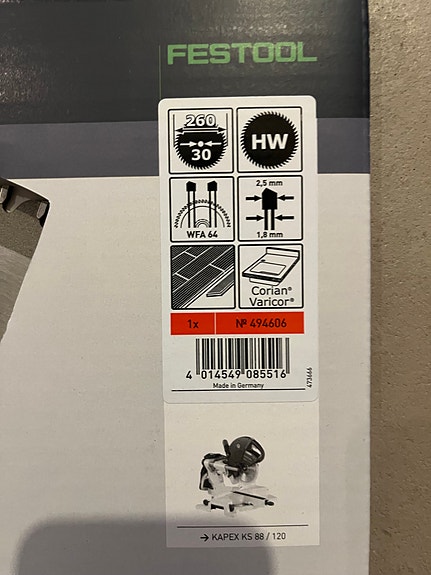 FESTOOL
260
30
HW
WFA 64
2,5 mm
1,8 mm
Corian®
Varicor®
1x
№ 494606
4 014549 085516
Made in Germany
473666
→ KAPEX KS 88 / 120